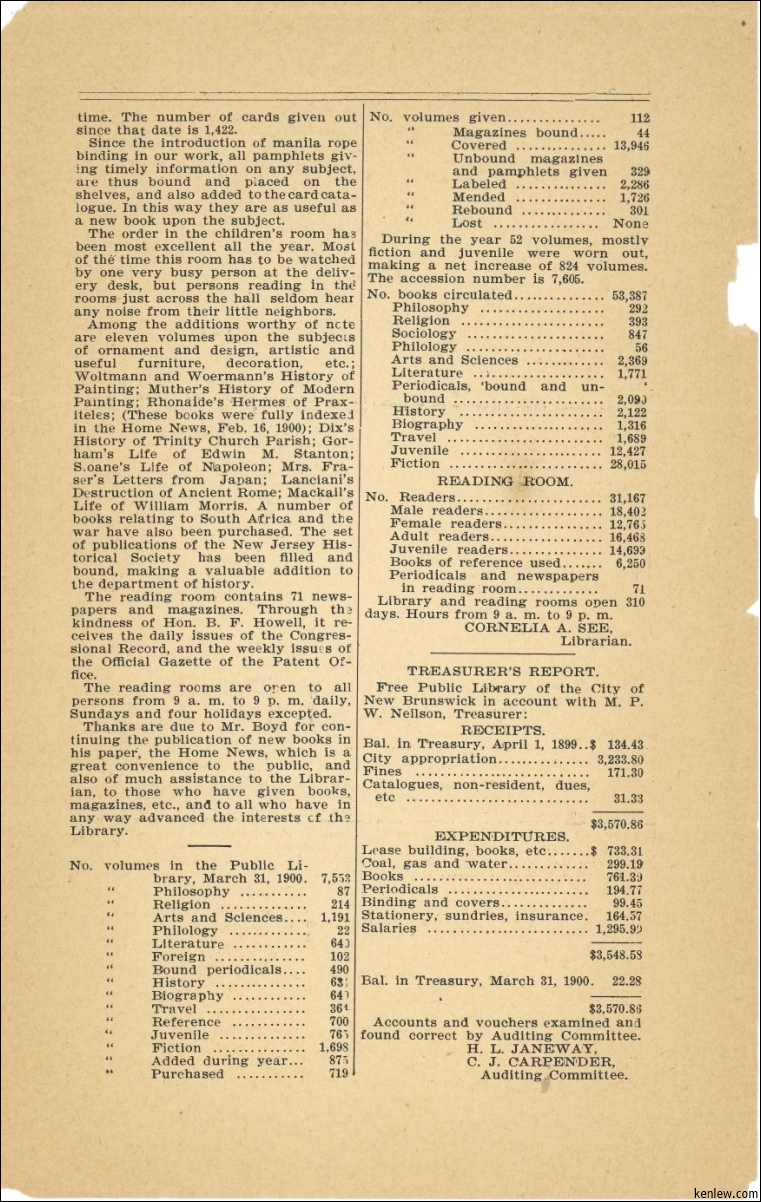 time. The number of cards given out
since that date is 1,422.
Since the introduction of manila rope
binding in our work, all pamphlets giv-
ing timely information on any subject,
are thus bound and placed on the
shelves, and also added to the card cata-
logue. In this way they are as useful as
a new book upon the subject.
The order in the children's room has
been most excellent all the year. Most
of the time this room has to be watched
by one very busy person at the deliv-
ery desk, but persons reading in the
rooms just across the hall seldom hear
any noise from their little neighbors.
Among the additions worthy of note
are eleven volumes upon the subjects
of ornament and design, artistic and
useful furniture, decoration, etc.;
Woltmann and Woermann's History of
Painting; Muther's History of Modern
Painting; Rhonaide's Hermes of Prax-
iteles; (These books were fully indexed
in the Home News, Feb. 16, 1900); Dix's
History of Trinity Church Parish; Gor-
ham's Life of Edwin M. Stanton;
Sloane's Life of Napoleon; Mrs. Fra-
ser's Letters from Japan; Lanciani's
Destruction of Ancient Rome; Mackail's
Life of William Morris. A number of
books relating to South Africa and the
war have also been purchased. The set
of publications of the New Jersey His-
torical Society has been filled and
bound, making a valuable addition to
the department of history.
The reading room contains 71 news-
papers and magazines. Through the
kindness of Hon. B. F. Howell, it re-
ceives the daily issues of the Congres-
sional Record, and the weekly issues of
the Official Gazette of the Patent Of-
fice.
The reading rooms are open to all
persons from 9 a. m. to 9 p. m. daily,
Sundays and four holidays excepted.
Thanks are due to Mr. Boyd for con-
tinuing the publication of new books in
his paper, the Home News, which is a
great convenience to the public, and
also of much assistance to the Librar-
ian, to those who have given books,
magazines, etc., and to all who have in
any way advanced the interests of the
Library.
No. volumes in the Public Li-
brary, March 31, 1900. 7,553
" Philosophy ........... 87
" Religion .............. 214
" Arts and Sciences.... 1,191
" Philology ............. 22
" Literature ............
" Foreign ............... 102
" Bound periodicals.... 490
" History ..............
" Biography ............
" Travel ............... 364
" Reference ............ 700
" Juvenile ............. 765
" Fiction .............. 1,698
" Added during year... 875
" Purchased ........... 719
No. volumes given.............. 112
" Magazines bound..... 44
" Covered .............. 13,946
" Unbound magazines
and pamphlets given 329
" Labeled .............. 2,286
" Mended .............. 1,726
" Rebound ............. 301
" Lost ................ None
During the year 52 volumes, mostly
fiction and juvenile were worn out,
making a net increase of 824 volumes.
The accession number is 7,605.
No. books circulated.............. 53,387
Philosophy ................... 292
Religion ...................... 393
Sociology ..................... 847
Philology ..................... 56
Arts and Sciences ............ 2,369
Literature .................... 1,771
Periodicals, bound and un-
bound ....................... 2,090
History ....................... 2,122
Biography ..................... 1,316
Travel ........................ 1,689
Juvenile ...................... 12,427
Fiction ....................... 28,015
READING ROOM.
No. Readers...................... 31,167
Male readers.................. 18,402
Female readers............... 12,765
Adult readers................. 16,468
Juvenile readers.............. 14,699
Books of reference used....... 6,250
Periodicals and newspapers
in reading room............ 71
Library and reading rooms open 310
days. Hours from 9 a. m. to 9 p. m.
CORNELIA A. SEE,
Librarian.
TREASURER'S REPORT.
Free Public Library of the City of
New Brunswick in account with M. P.
W. Neilson, Treasurer:
RECEIPTS.
Bal. in Treasury, April 1, 1899..$ 134.43
City appropriation.............. 3,233.80
Fines .......................... 171.30
Catalogues, non-resident, dues,
etc ............................ 31.33
$3,570.86
EXPENDITURES.
Lease building, books, etc.......$ 733.31
Coal, gas and water............ 299.19
Books .......................... 761.39
Periodicals ..................... 194.77
Binding and covers............. 99.45
Stationery, sundries, insurance. 164.57
Salaries ........................ 1,295.90
$3,548.58
Bal. in Treasury, March 31, 1900. 22.28
$3,570.86
Accounts and vouchers examined and
found correct by Auditing Committee.
H. L. JANEWAY,
C. J. CARPENDER,
Auditing Committee.
kenlew.com